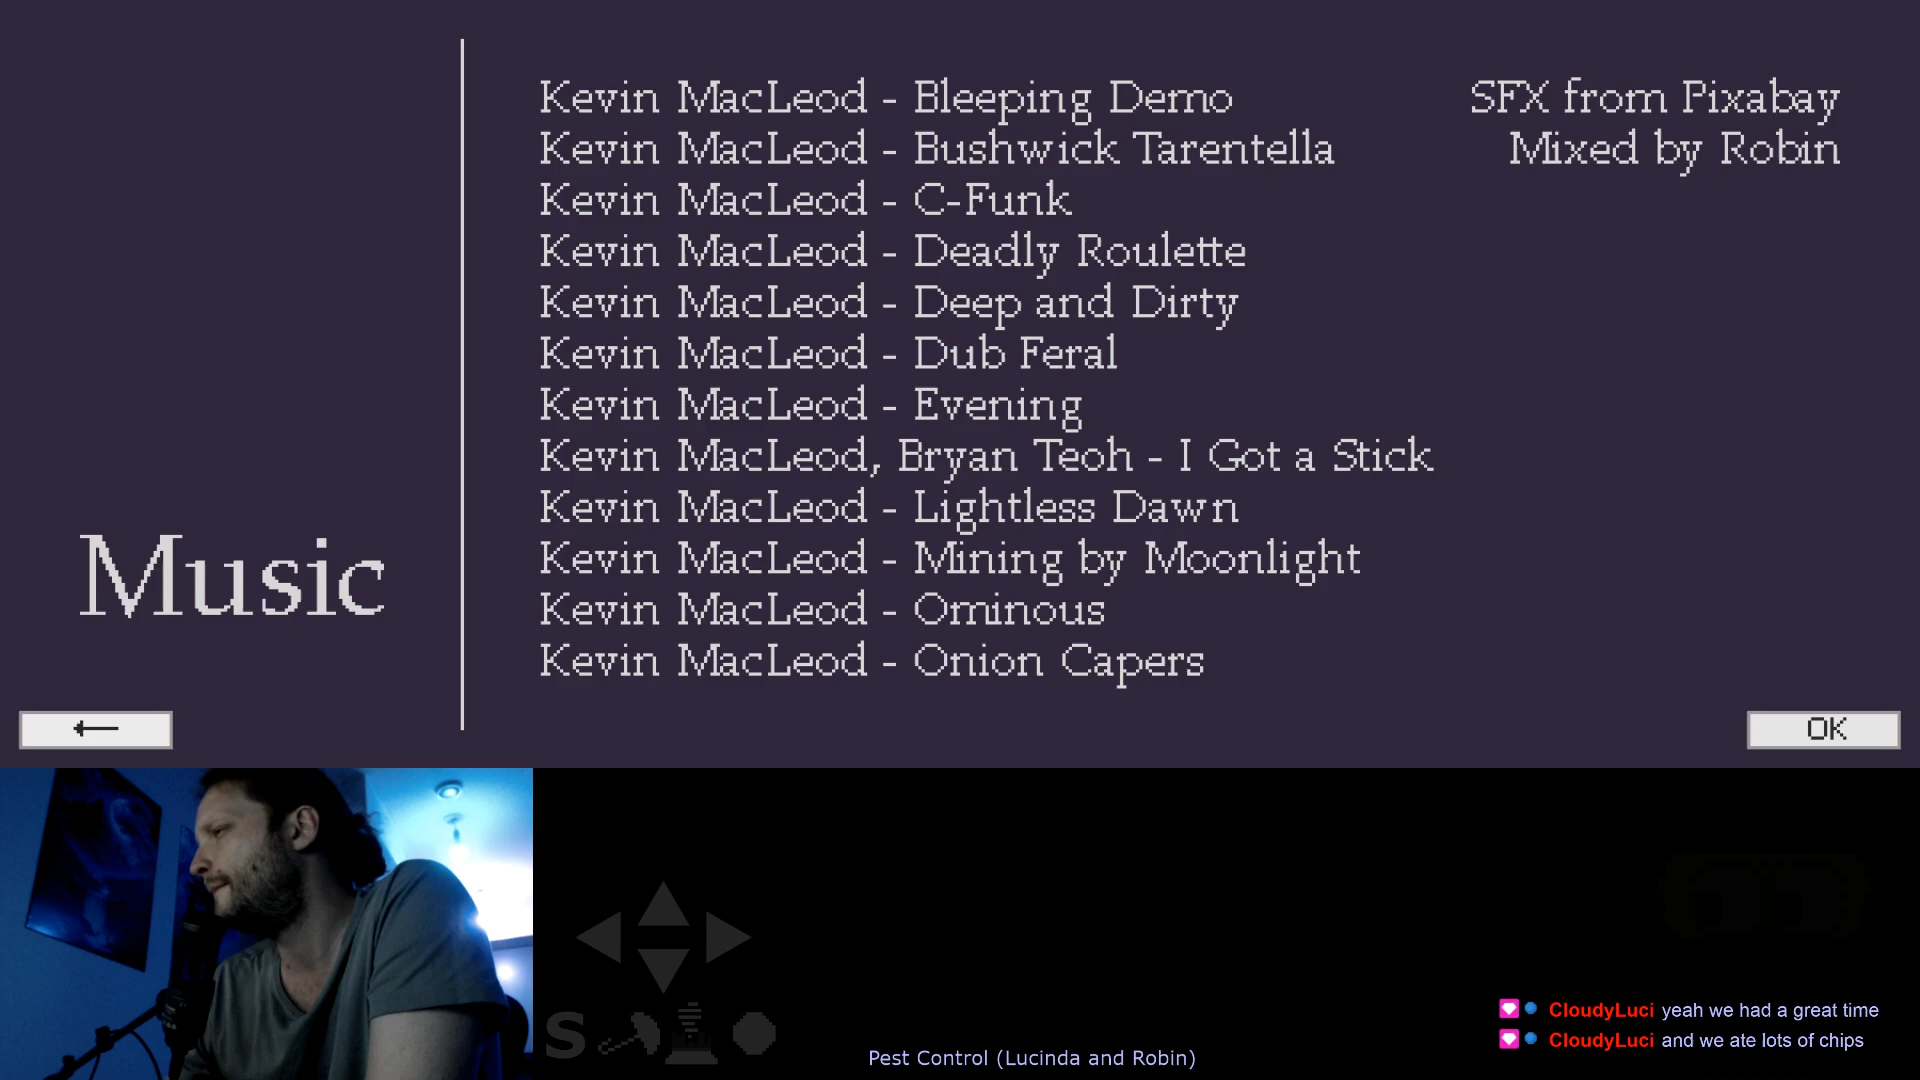 Kevin MacLeod - Bleeping Demo
Kevin MacLeod - Bushwick Tarentella
Kevin MacLeod - C-Funk
Kevin MacLeod - Deadly Roulette
Kevin MacLeod - Deep and Dirty
Kevin MacLeod - Dub Feral
Kevin MacLeod - Evening
Kevin MacLeod, Bryan Teoh - I Got a Stick
Kevin MacLeod - Lightless Dawn
Kevin MacLeod - Mining by Moonlight
Kevin MacLeod - Ominous
Kevin MacLeod - Onion Capers
SFX from Pixabay
Mixed by Robin
Music
←
OK
S
Pest Control (Lucinda and Robin)
CloudyLuci yeah we had a great time
CloudyLuci and we ate lots of chips